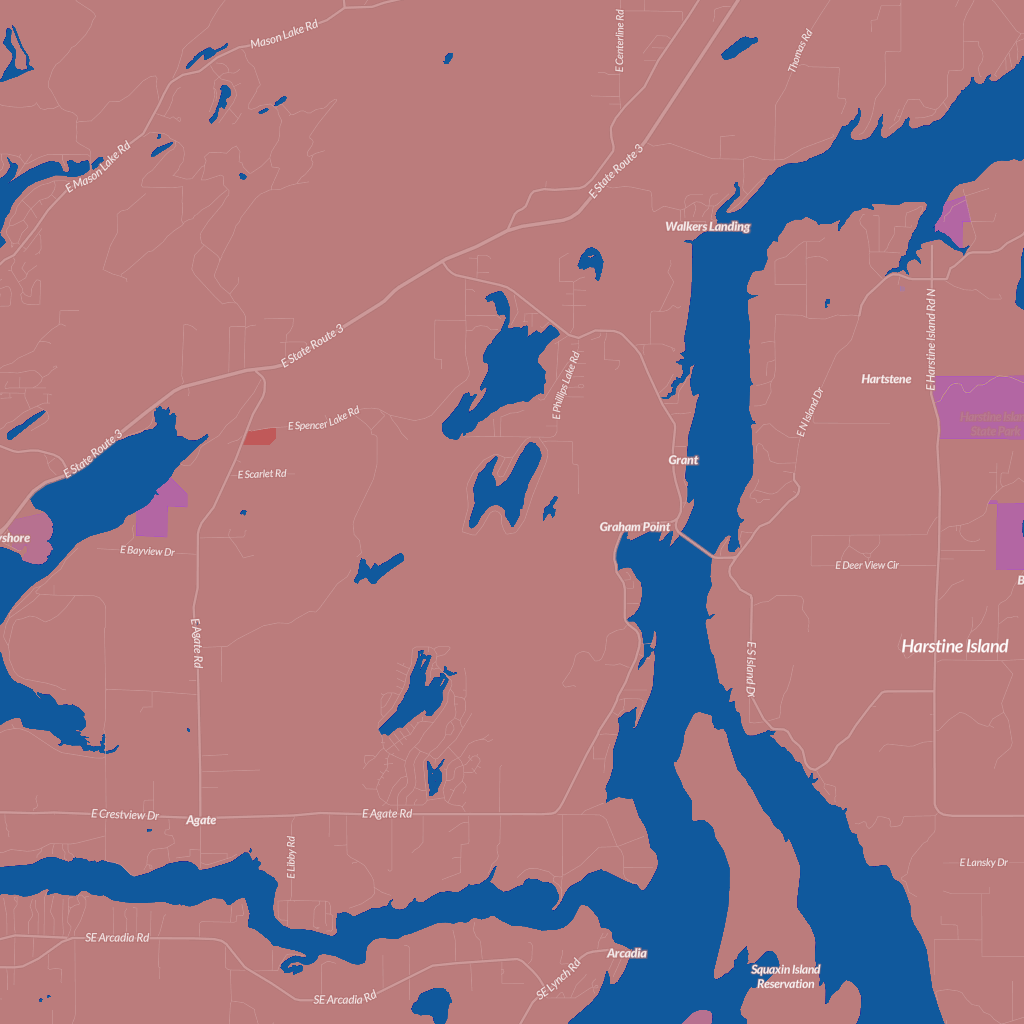 Mason Lake Rd
E Centerline Rd
Thomas Rd
E Mason Lake Rd
E State Route 3
Walkers Landing
E Harstine Island Rd N
E State Route 3
E Phillips Lake Rd
Hartstene
E N Island Dr
Harstine Islan
State Park
E Spencer Lake Rd
E State Route 3
Grant
E Scarlet Rd
Graham Point
yshore
E Bayview Dr
E Deer View Cir
B
E Agate Rd
Harstine Island
E S Island Dr
E Crestview Dr
Agate
E Agate Rd
E Libby Rd
E Lansky Dr
SE Arcadia Rd
Arcadia
SE Lynch Rd
Squaxin Island
Reservation
SE Arcadia Rd